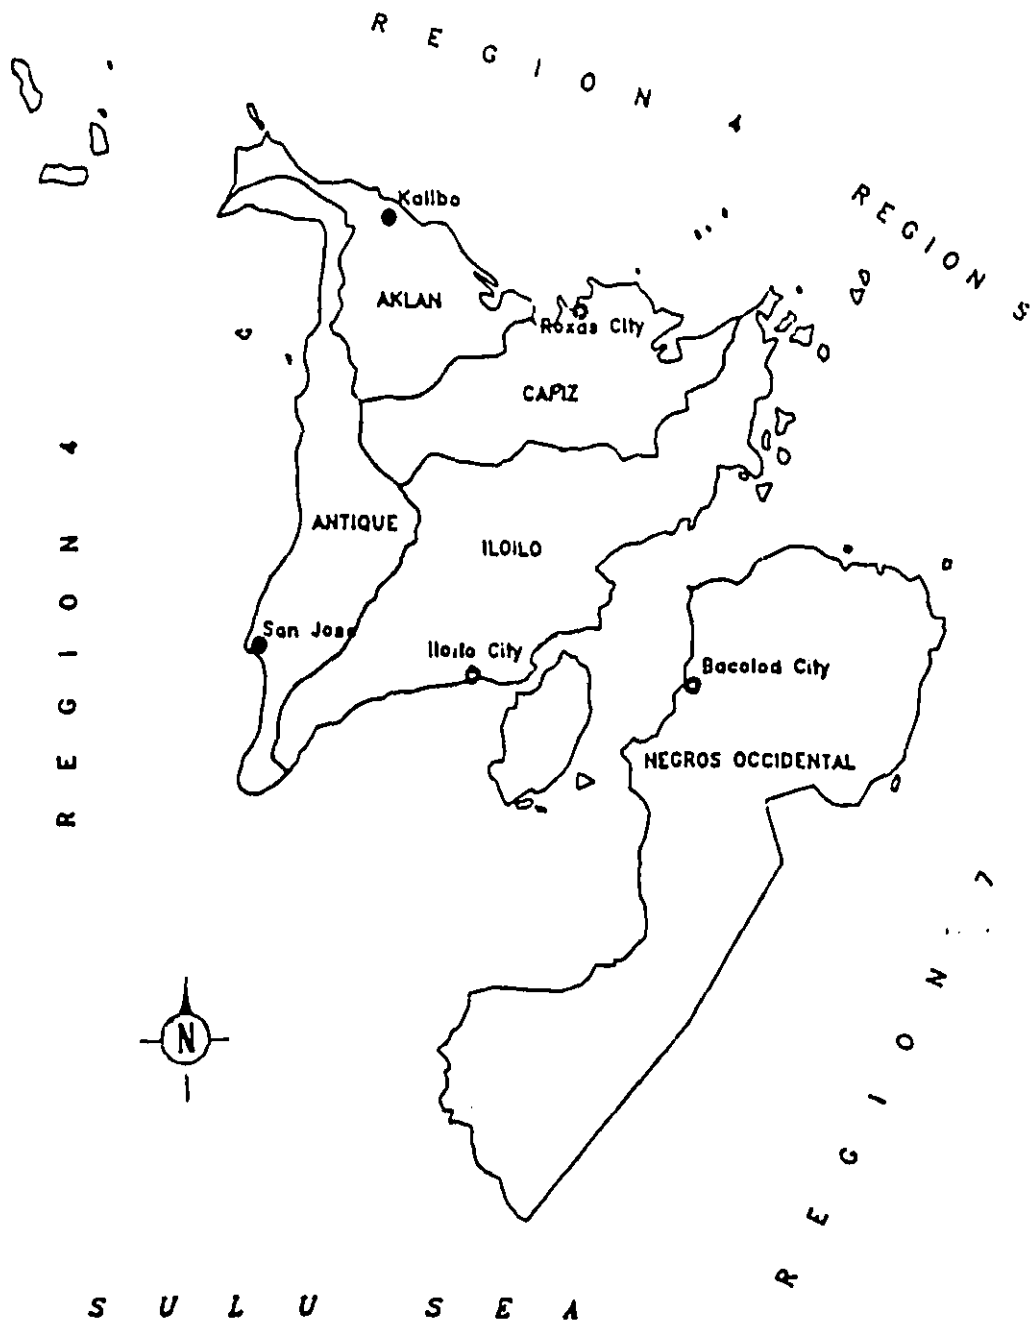 REGION 4
REGION 5
Kalibo
AKLAN
Roxas City
CAPIZ
REGION 4
ANTIQUE
ILOILO
San Jose
Iloilo City
Bacolod City
NEGROS OCCIDENTAL
REGION 7
N
SULU SEA